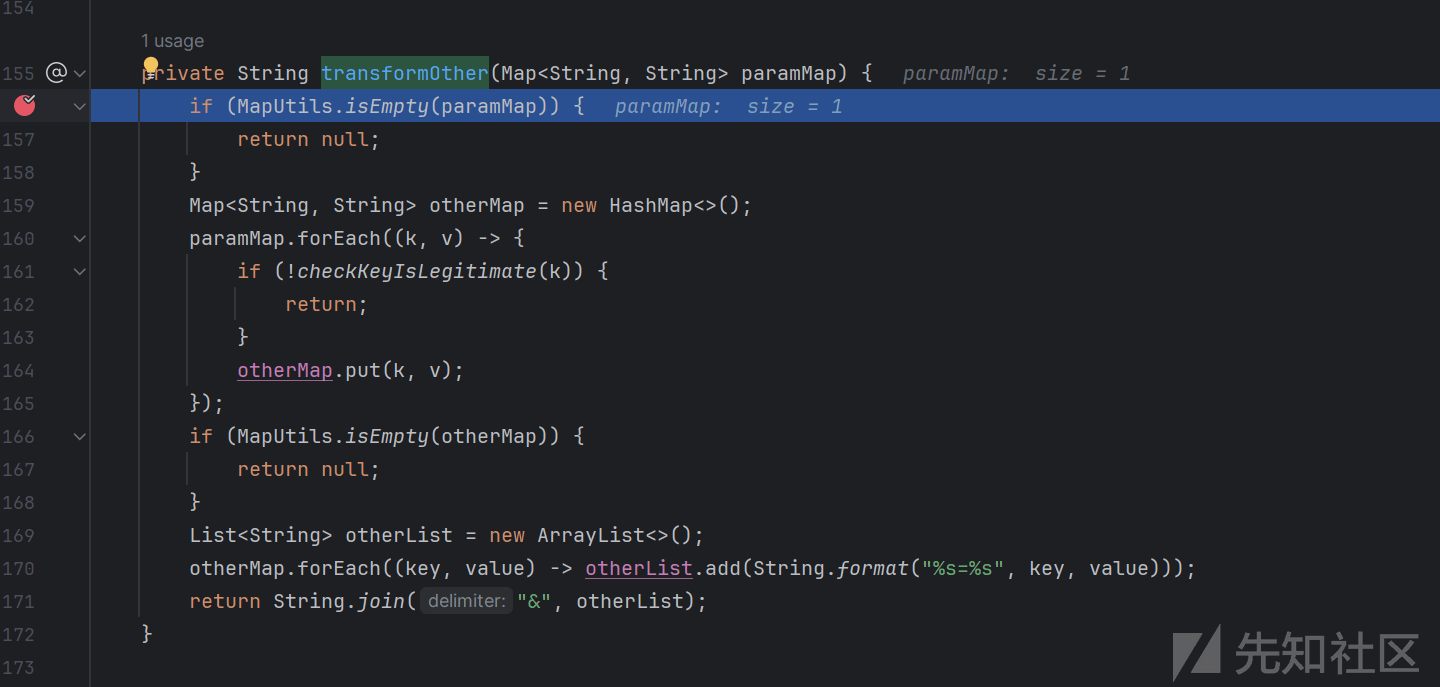 154
1 usage
155 @ private String transformOther(Map<String, String> paramMap) {   paramMap:  size = 1
if (MapUtils.isEmpty(paramMap)) {   paramMap:  size = 1
157 return null;
158 }
159 Map<String, String> otherMap = new HashMap<>();
160 paramMap.forEach((k, v) -> {
161 if (!checkKeyIsLegitimate(k)) {
162 return;
163 }
164 otherMap.put(k, v);
165 });
166 if (MapUtils.isEmpty(otherMap)) {
167 return null;
168 }
169 List<String> otherList = new ArrayList<>();
170 otherMap.forEach((key, value) -> otherList.add(String.format("%s=%s", key, value)));
171 return String.join( delimiter: "&", otherList);
172 }
173
先知社区